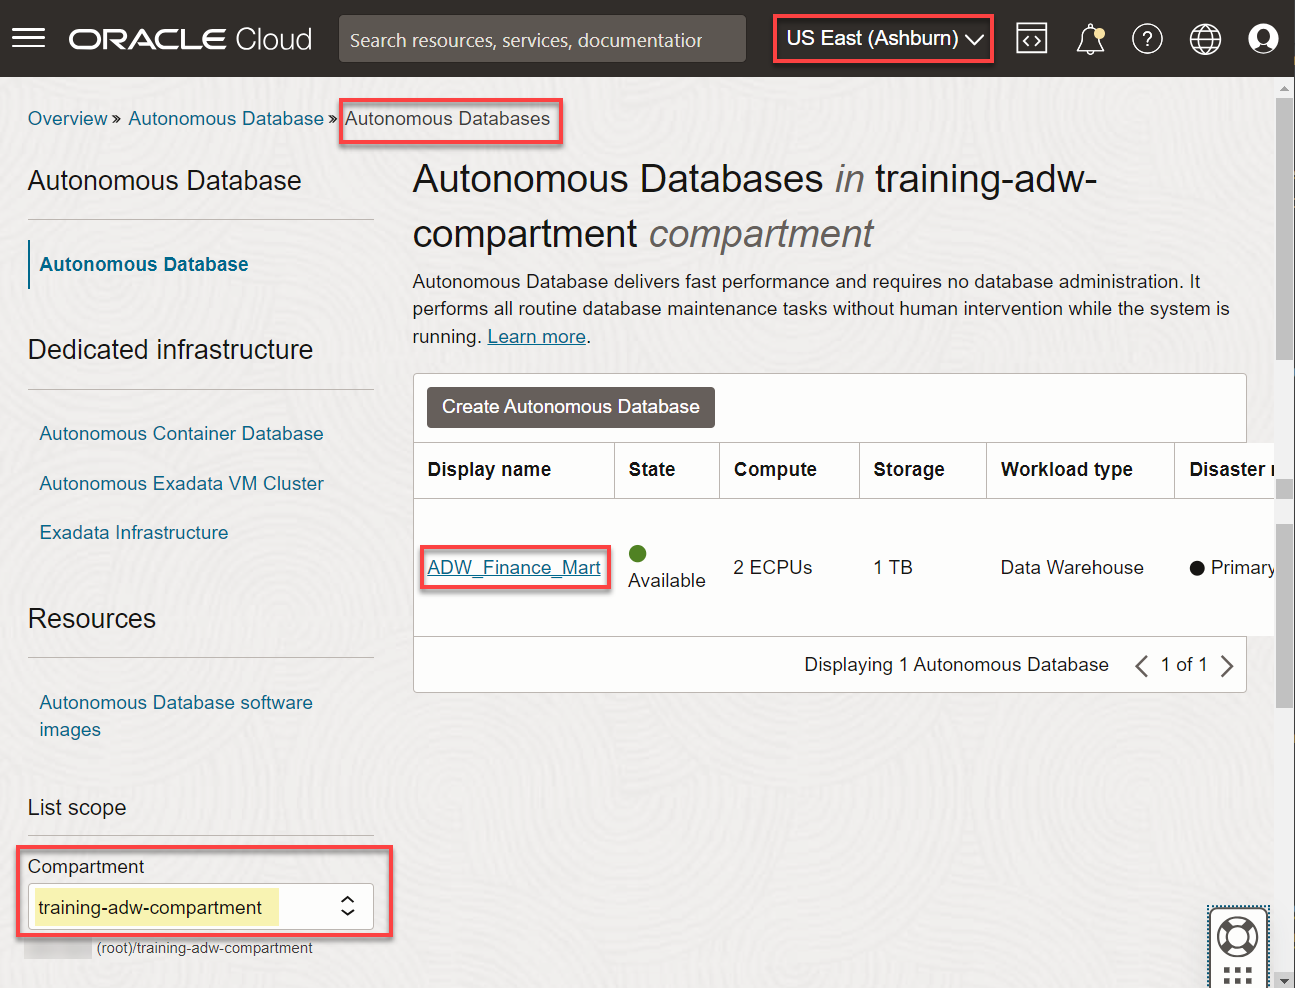 ORACLE Cloud
Search resources, services, documentation
US East (Ashburn)
Overview » Autonomous Database » Autonomous Databases
Autonomous Database
Autonomous Database
Dedicated infrastructure
Autonomous Container Database
Autonomous Exadata VM Cluster
Exadata Infrastructure
Resources
Autonomous Database software
images
List scope
Compartment
training-adw-compartment
(root)/training-adw-compartment
Autonomous Databases in training-adw-
compartment compartment
Autonomous Database delivers fast performance and requires no database administration. It
performs all routine database maintenance tasks without human intervention while the system is
running. Learn more.
Create Autonomous Database
Display name State Compute Storage Workload type Disaster
ADW_Finance_Mart Available 2 ECPUs 1 TB Data Warehouse Primary
Displaying 1 Autonomous Database 1 of 1